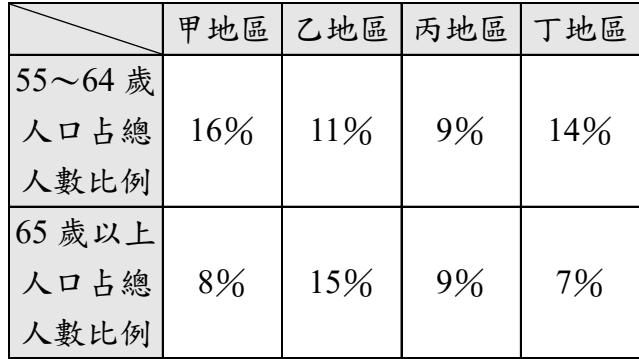 甲地區 乙地區 丙地區 丁地區
55～64 歲
人口占總
人數比例
16% 11% 9% 14%
65 歲以上
人口占總
人數比例
8% 15% 9% 7%